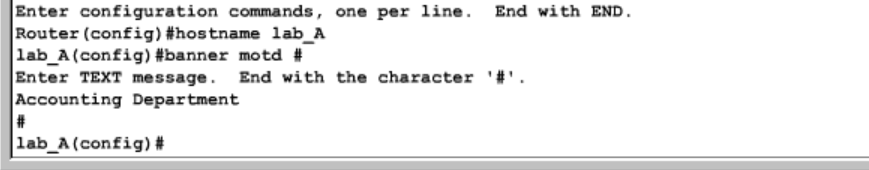 Enter configuration commands, one per line.  End with END.
Router(config)#hostname lab_A
lab_A(config)#banner motd #
Enter TEXT message.  End with the character '#'.
Accounting Department
#
lab_A(config)#